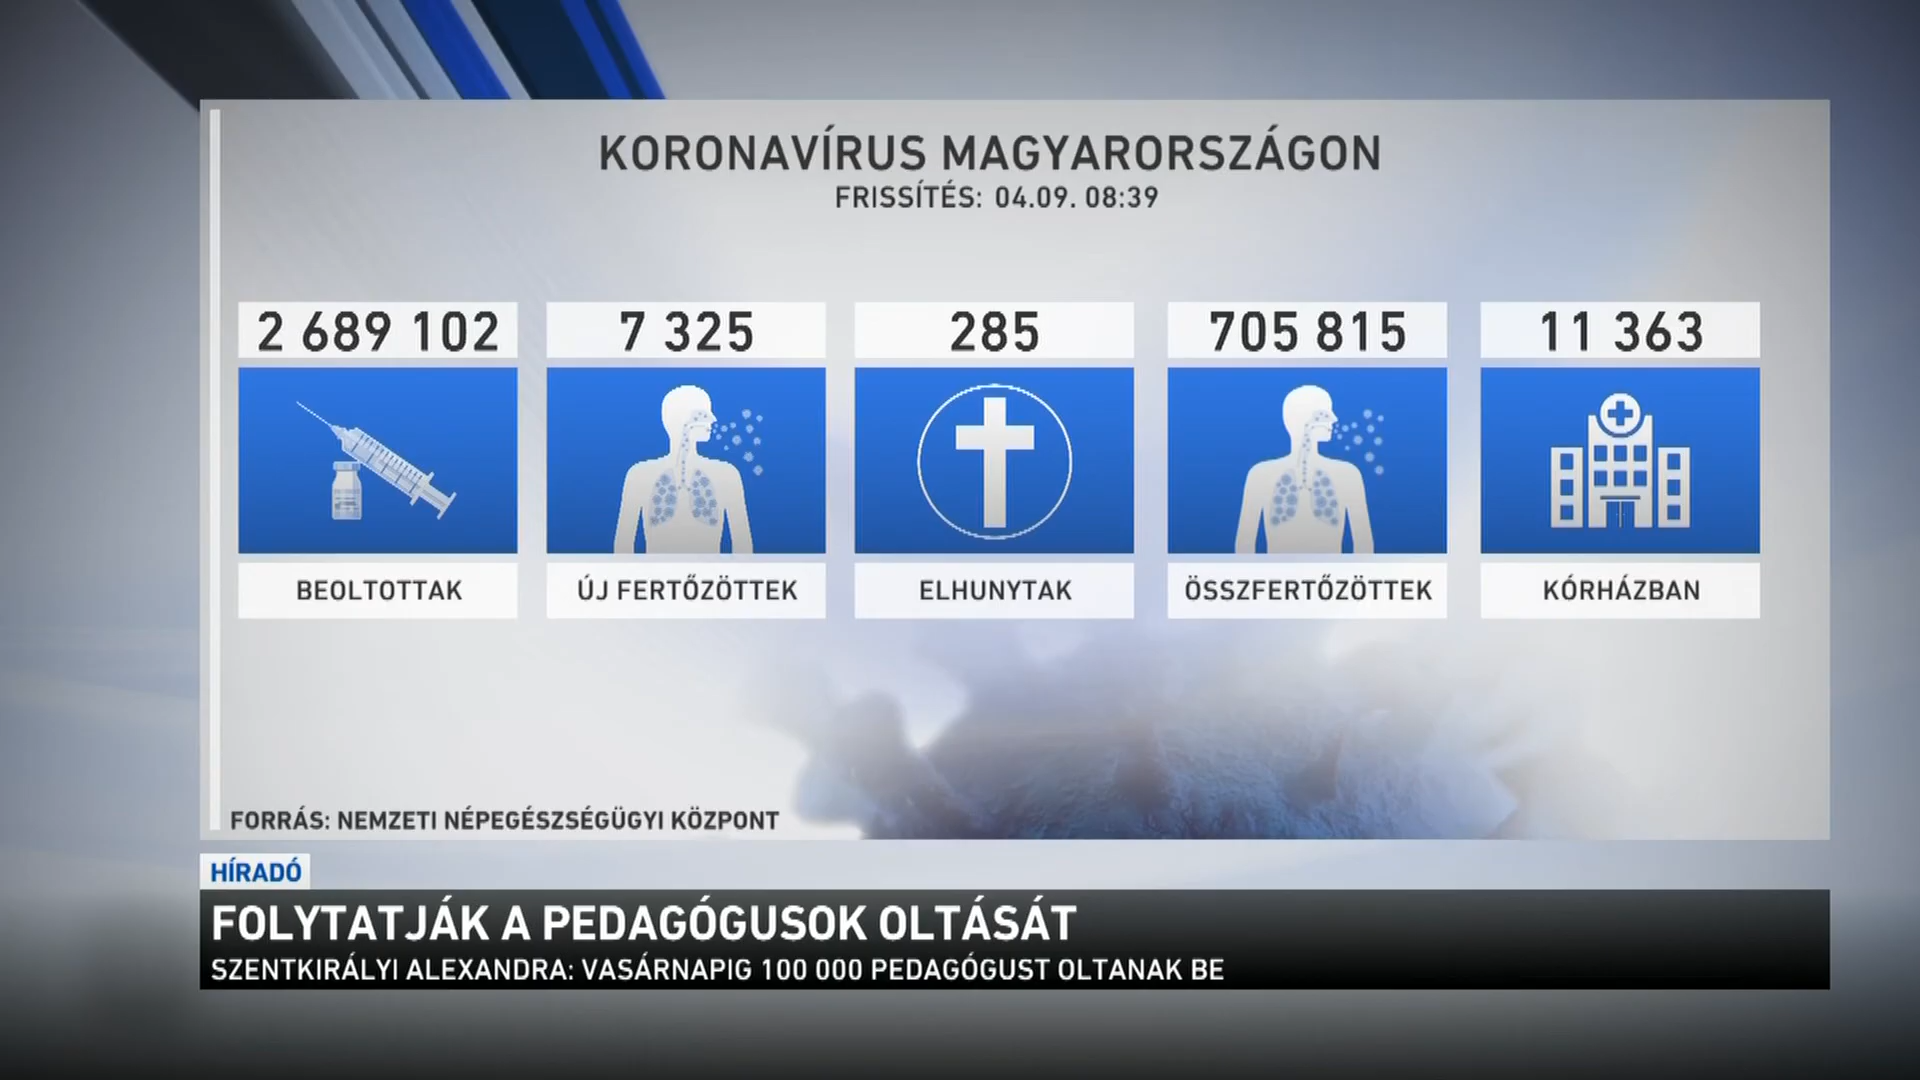 KORONAVÍRUS MAGYARORSZÁGON
FRISSÍTÉS: 04.09. 08:39
2 689 102
7 325
285
705 815
11 363
BEOLTOTTAK
ÚJ FERTŐZÖTTEK
ELHUNYTAK
ÖSSZFERTŐZÖTTEK
KÓRHÁZBAN
FORRÁS: NEMZETI NÉPEGÉSZSÉGÜGYI KÖZPONT
HÍRADÓ
FOLYTATJÁK A PEDAGÓGUSOK OLTÁSÁT
SZENTKIRÁLYI ALEXANDRA: VASÁRNAPIG 100 000 PEDAGÓGUST OLTANAK BE